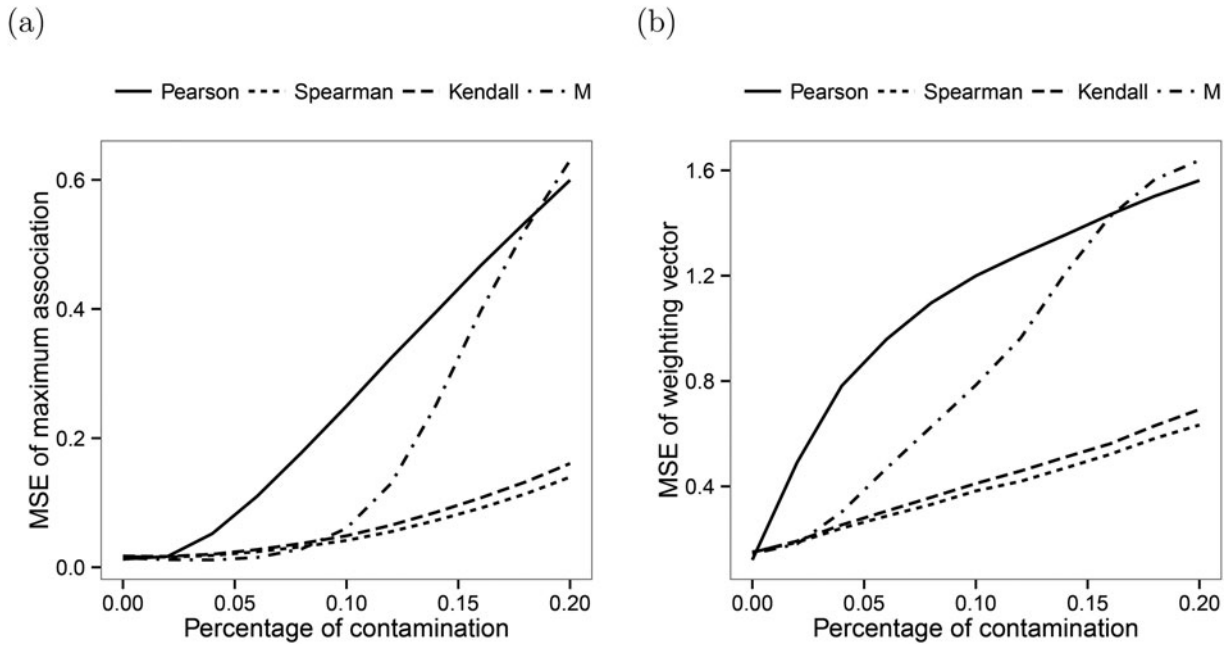 (a)
Pearson Spearman Kendall M
MSE of maximum association
0.6
0.4
0.2
0.0
0.00 0.05 0.10 0.15 0.20
Percentage of contamination
(b)
Pearson Spearman Kendall M
MSE of weighting vector
1.6
1.2
0.8
0.4
0.00 0.05 0.10 0.15 0.20
Percentage of contamination